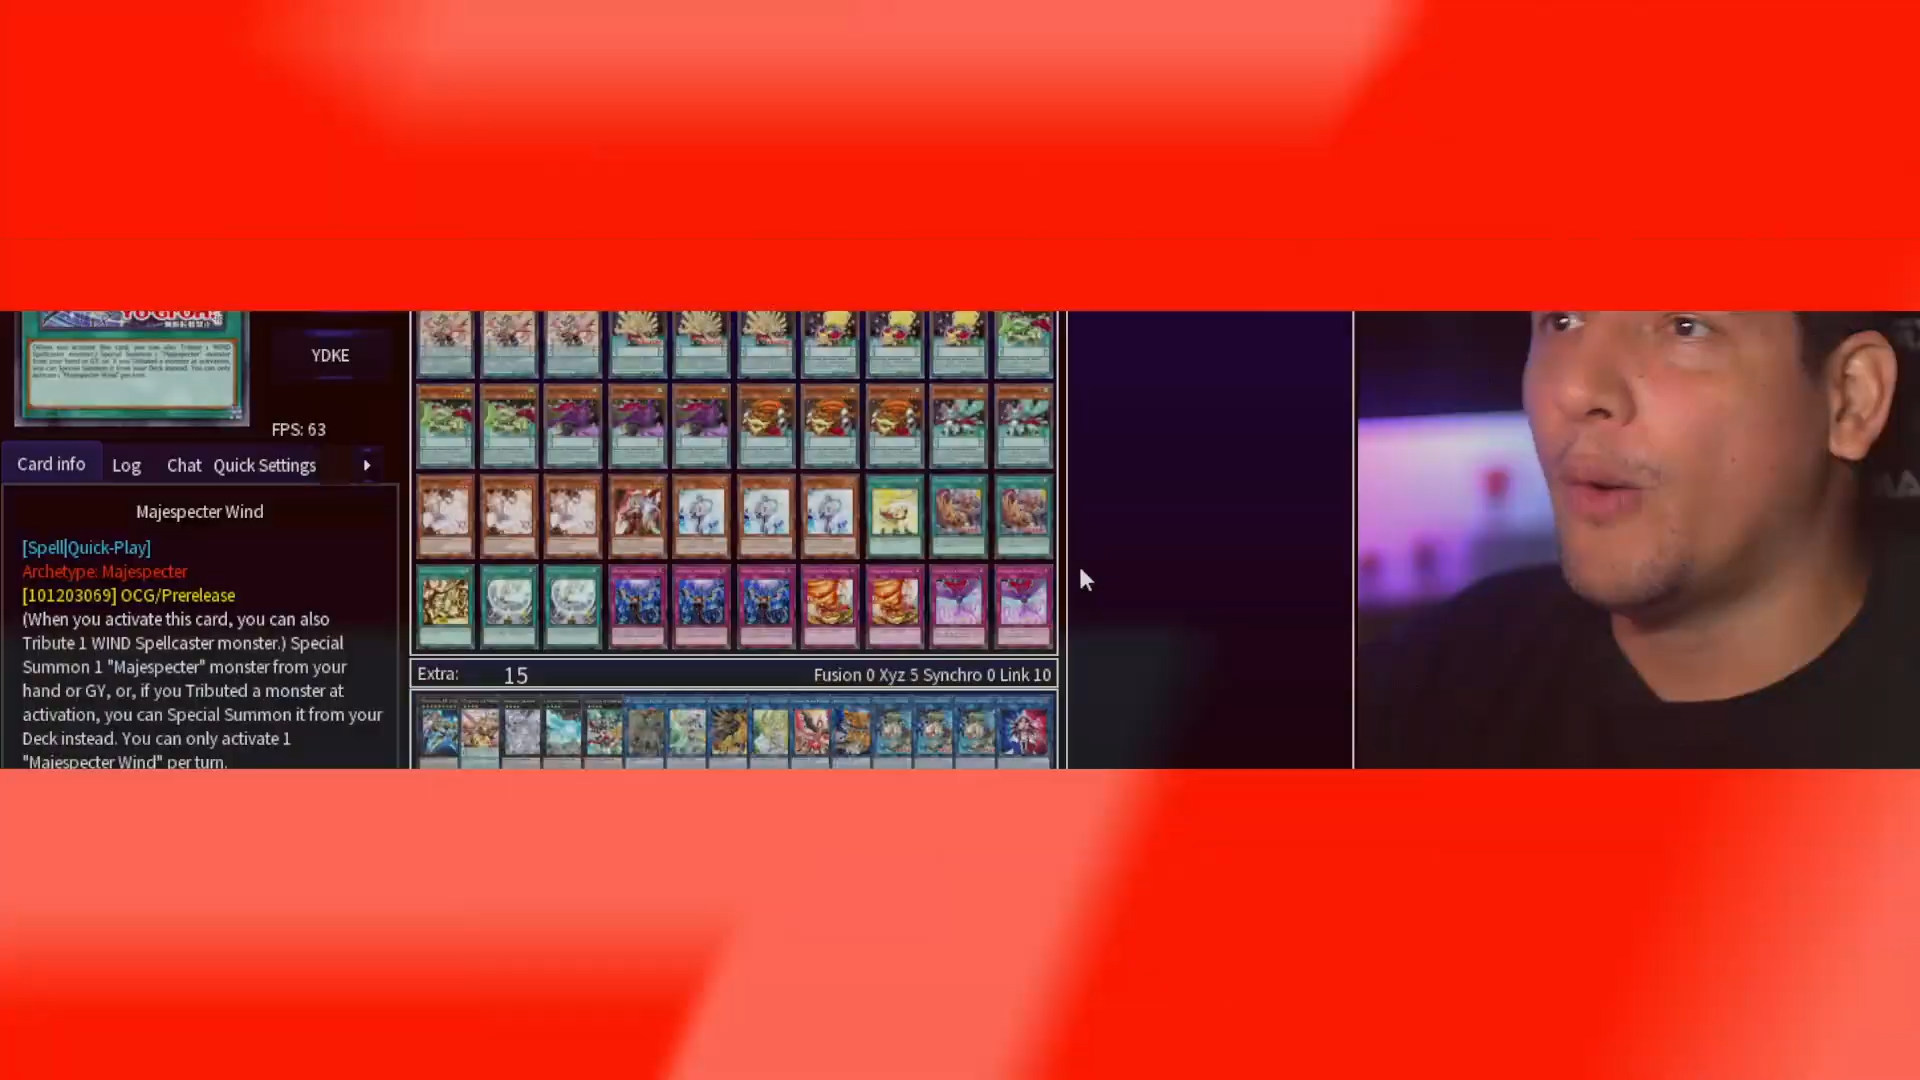 YU-GI-OH!
YDKE
FPS: 63
Card info
Log
Chat
Quick Settings
Majespecter Wind
[Spell|Quick-Play]
Archetype: Majespecter
[101203069] OCG/Prerelease
(When you activate this card, you can also
Tribute 1 WIND Spellcaster monster.) Special
Summon 1 "Majespecter" monster from your
hand or GY, or, if you Tributed a monster at
activation, you can Special Summon it from your
Deck instead. You can only activate 1
"Majespecter Wind" per turn.
Extra: 15
Fusion 0 Xyz 5 Synchro 0 Link 10